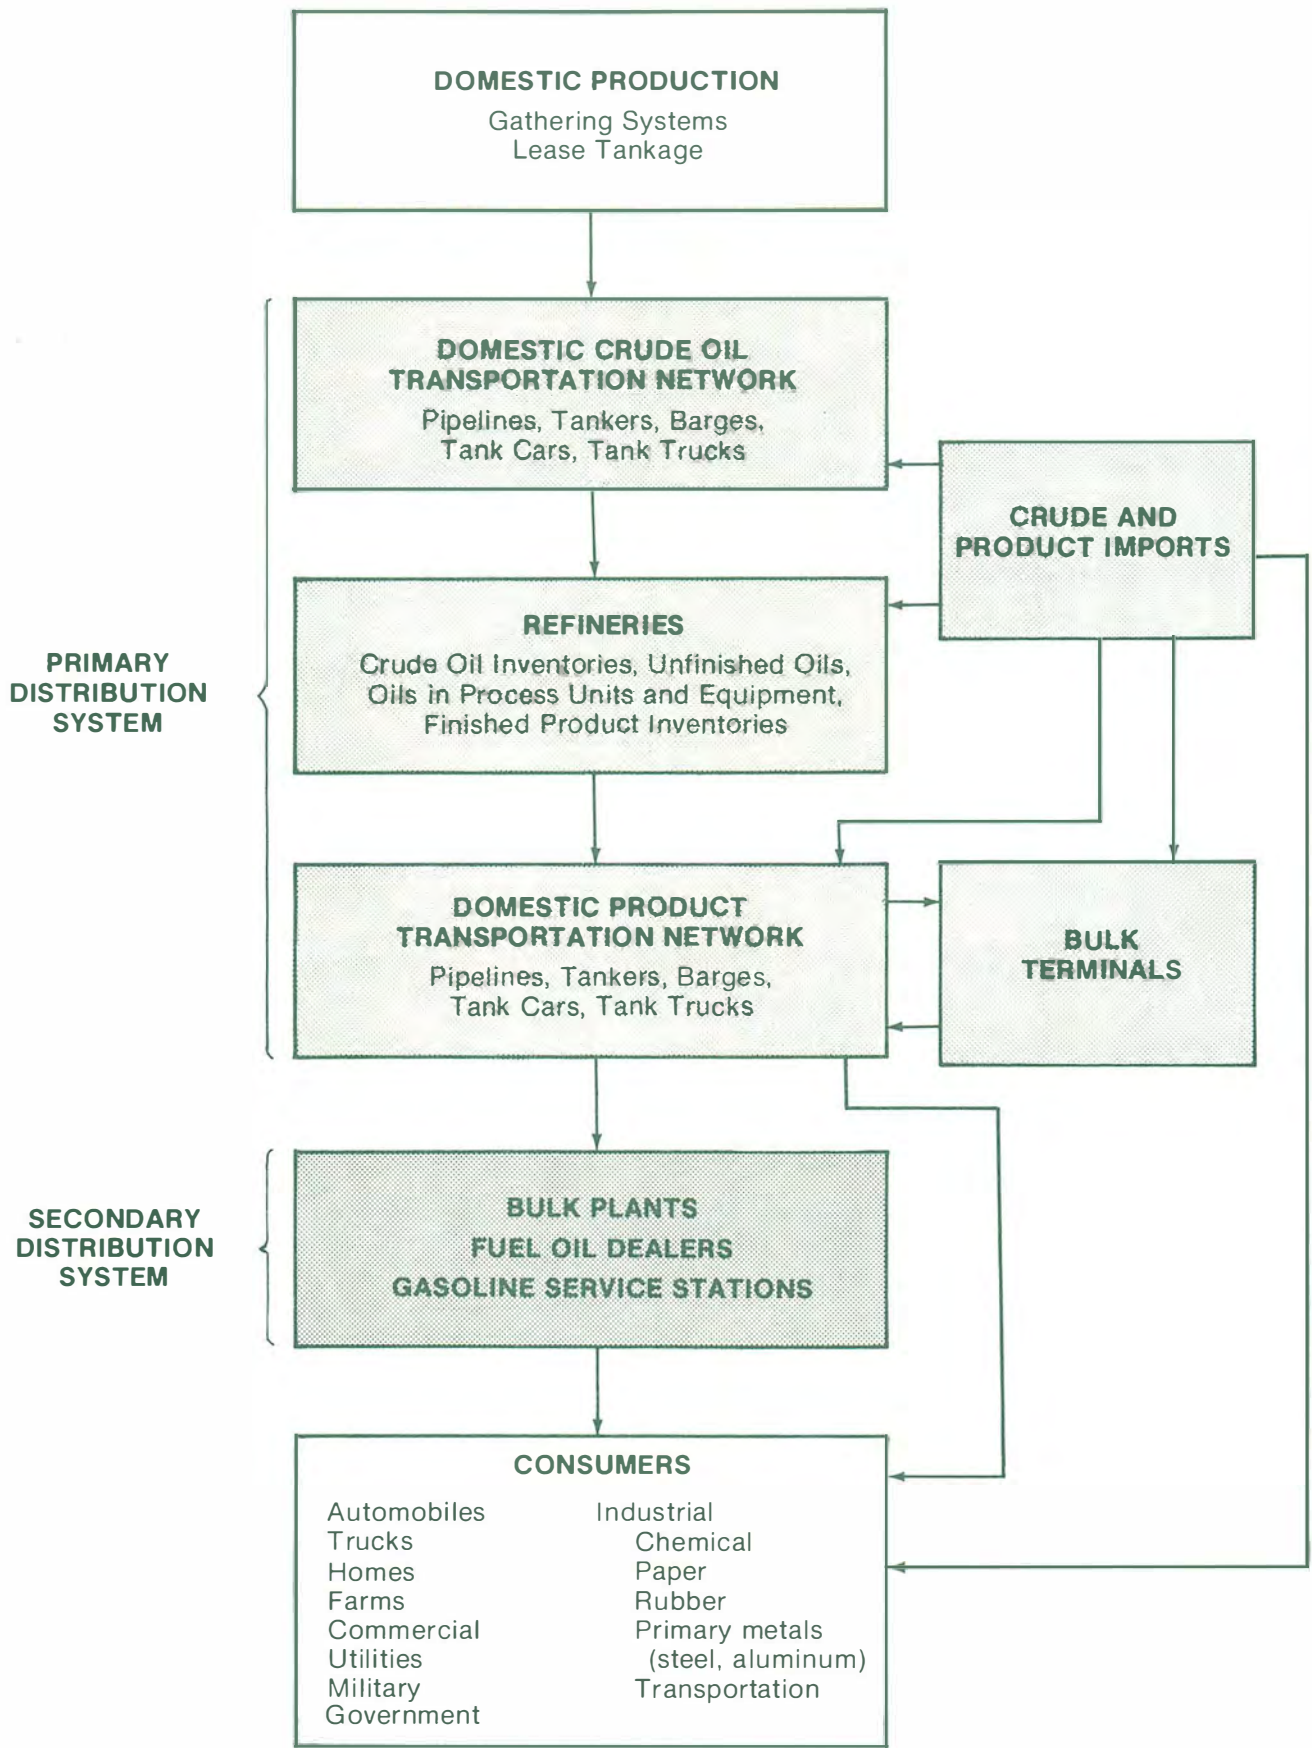 DOMESTIC PRODUCTION
Gathering Systems
Lease Tankage
DOMESTIC CRUDE OIL
TRANSPORTATION NETWORK
Pipelines, Tankers, Barges,
Tank Cars, Tank Trucks
CRUDE AND
PRODUCT IMPORTS
PRIMARY
DISTRIBUTION
SYSTEM
REFINERIES
Crude Oil Inventories, Unfinished Oils,
Oils in Process Units and Equipment,
Finished Product Inventories
DOMESTIC PRODUCT
TRANSPORTATION NETWORK
Pipelines, Tankers, Barges,
Tank Cars, Tank Trucks
BULK
TERMINALS
SECONDARY
DISTRIBUTION
SYSTEM
BULK PLANTS
FUEL OIL DEALERS
GASOLINE SERVICE STATIONS
CONSUMERS
Automobiles
Trucks
Homes
Farms
Commercial
Utilities
Military
Government
Industrial
Chemical
Paper
Rubber
Primary metals
(steel, aluminum)
Transportation